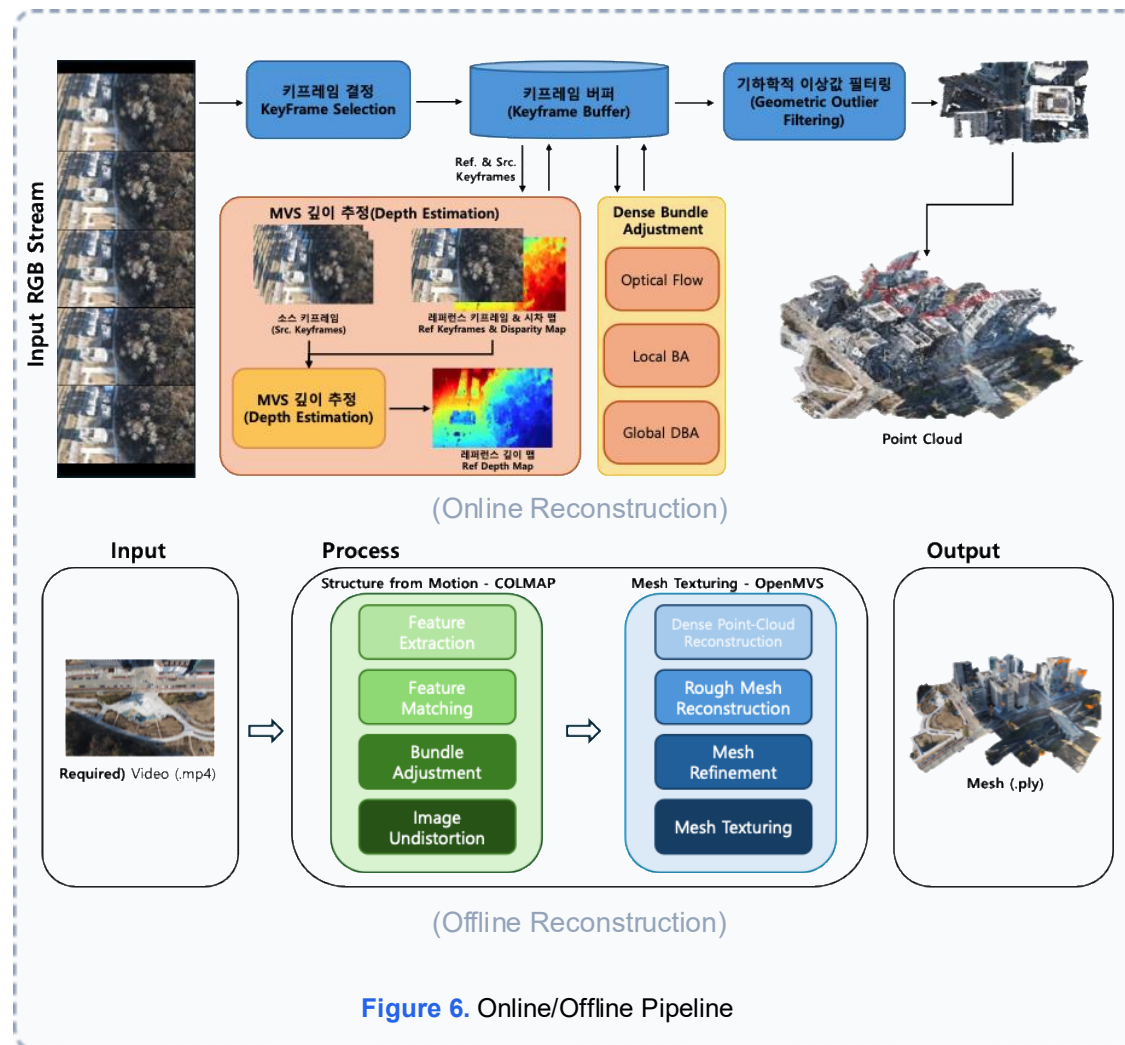 Input RGB Stream
키프레임 결정
KeyFrame Selection
키프레임 버퍼
(Keyframe Buffer)
기하학적 이상값 필터링
(Geometric Outlier
Filtering)
Ref. & Src.
Keyframes
MVS 깊이 추정(Depth Estimation)
소스 키프레임
(Src. Keyframes)
레퍼런스 키프레임 & 시차 맵
Ref Keyframes & Disparity Map
MVS 깊이 추정
(Depth Estimation)
레퍼런스 깊이 맵
Ref Depth Map
Dense Bundle
Adjustment
Optical Flow
Local BA
Global DBA
Point Cloud
(Online Reconstruction)
Input
Process
Output
Required) Video (.mp4)
Structure from Motion - COLMAP
Feature
Extraction
Feature
Matching
Bundle
Adjustment
Image
Undistortion
Mesh Texturing - OpenMVS
Dense Point-Cloud
Reconstruction
Rough Mesh
Reconstruction
Mesh
Refinement
Mesh Texturing
Mesh (.ply)
(Offline Reconstruction)
Figure 6. Online/Offline Pipeline